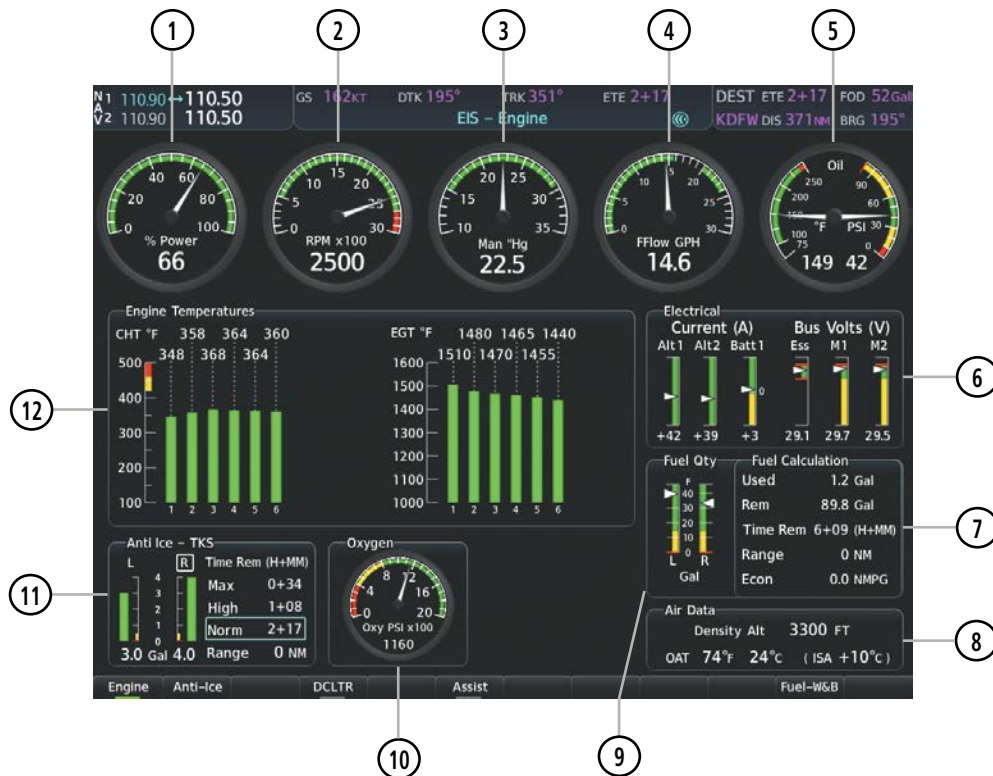 1 2 3 4 5
N 1 110.90 ↔ 110.50 GS 162KT DTK 195° TRK 351° ETE 2+17 DEST ETE 2+17 FOD 52Gal
A EIS – Engine
V 2 110.90 110.50 KDFW DIS 371NM BRG 195°
0 20 40 60 80 100
% Power
66
0 5 10 15 20 25 30
RPM x100
2500
10 15 20 25 30 35
Man "Hg
22.5
0 5 10 15 25 30
FFlow GPH
14.6
Oil
250 150 100 75
°F
149
90 60 30 0
PSI
42
Engine Temperatures
CHT °F 358 364 360
348 368 364
500
400
300
200
100
1 2 3 4 5 6
EGT °F 1480 1465 1440
1510 1470 1455
1600
1500
1400
1300
1200
1100
1000
1 2 3 4 5 6
Electrical
Current (A) Bus Volts (V)
Alt1 Alt2 Batt1 Ess M1 M2
0
+42 +39 +3 29.1 29.7 29.5
6
Fuel Qty
F
40
30
20
10
0
L R
Gal
Fuel Calculation
Used 1.2 Gal
Rem 89.8 Gal
Time Rem 6+09 (H+MM)
Range 0 NM
Econ 0.0 NMPG
7
Anti Ice – TKS
L R Time Rem (H+MM)
4
3
2
1
0
Max 0+34
High 1+08
Norm 2+17
3.0 Gal 4.0 Range 0 NM
Oxygen
0 4 8 12 16 20
Oxy PSI x100
1160
Air Data
Density Alt 3300 FT
OAT 74°F 24°C ( ISA +10°C )
8
Engine Anti–Ice DCLTR Assist Fuel–W&B
9
10
11
12